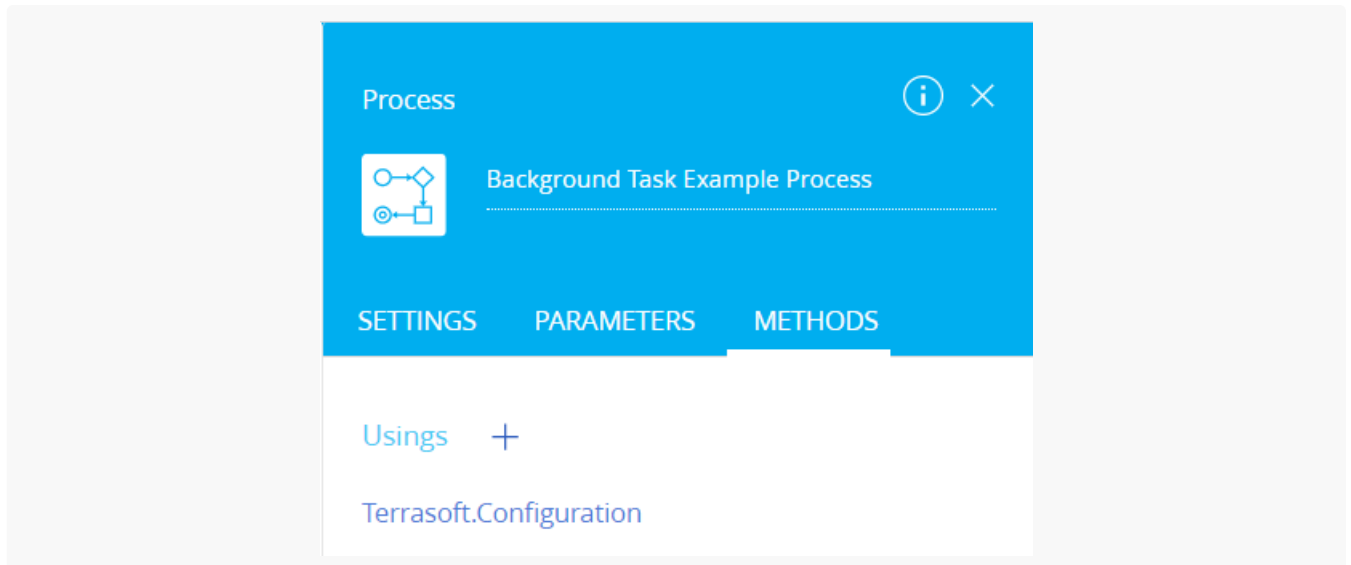 Process
Background Task Example Process
SETTINGS PARAMETERS METHODS
Usings +
Terrasoft.Configuration